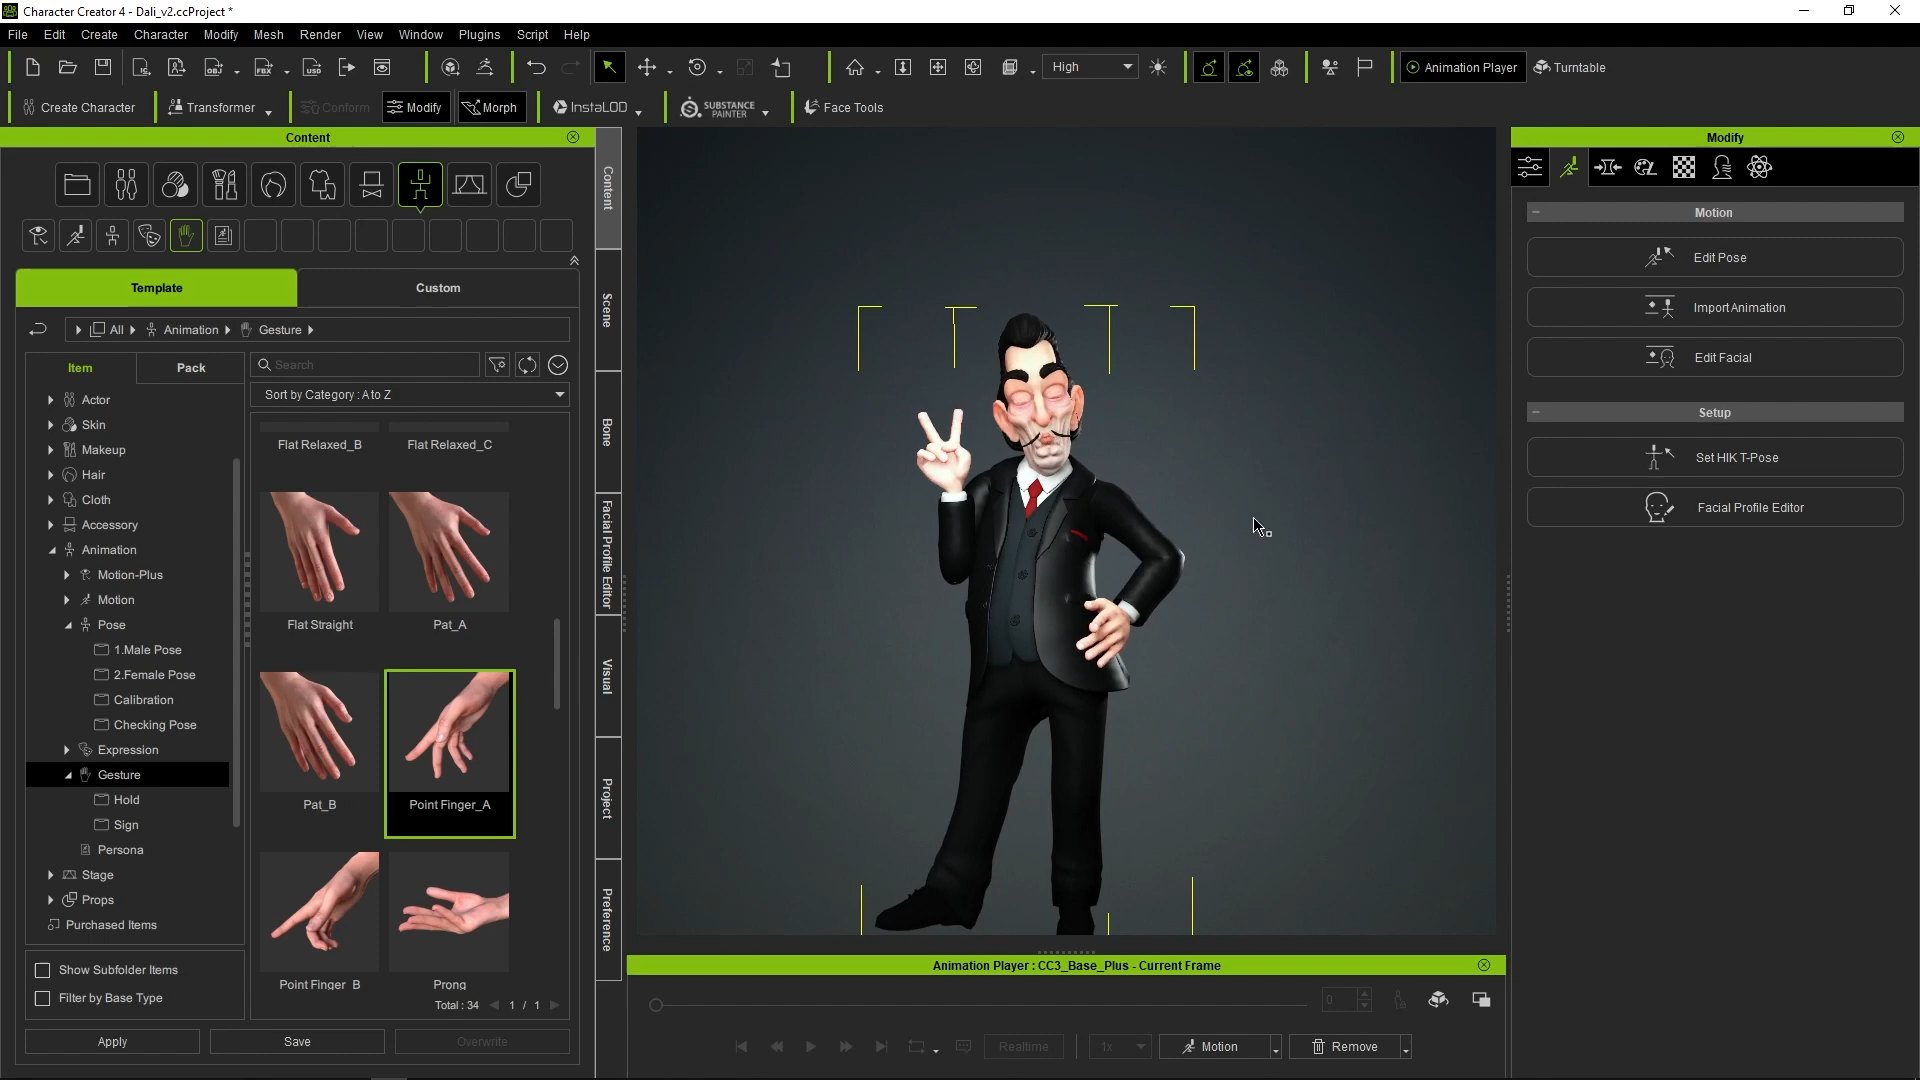 Character Creator 4 - Dali_v2.ccProject *
File Edit Create Character Modify Mesh Render View Window Plugins Script Help
OBJ FBX USD High Animation Player Turntable
Create Character Transformer Conform Modify Morph InstaLOD SUBSTANCE PAINTER Face Tools
Content
Template Custom
All Animation Gesture
Item Pack
Search
Sort by Category : A to Z
Actor
Skin
Makeup
Hair
Cloth
Accessory
Animation
Motion-Plus
Motion
Pose
1.Male Pose
2.Female Pose
Calibration
Checking Pose
Expression
Gesture
Hold
Sign
Persona
Stage
Props
Purchased Items
Show Subfolder Items
Filter by Base Type
Flat Relaxed_B Flat Relaxed_C
Flat Straight Pat_A
Pat_B Point Finger_A
Point Finger_B Prong
Total : 34 1 / 1
Apply Save Overwrite
Content
Scene
Bone
Facial Profile Editor
Visual
Project
Preference
Animation Player : CC3_Base_Plus - Current Frame
0
Realtime 1x Motion Remove
Modify
Motion
Edit Pose
Import Animation
Edit Facial
Setup
Set HIK T-Pose
Facial Profile Editor